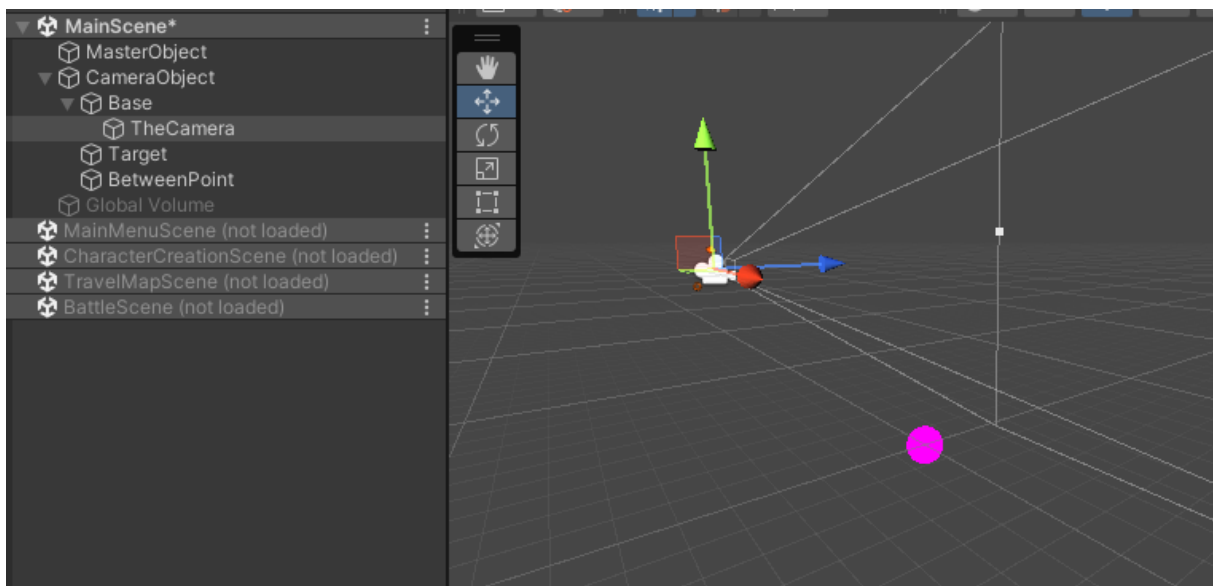 MainScene*
MasterObject
CameraObject
Base
TheCamera
Target
BetweenPoint
Global Volume
MainMenuScene (not loaded)
CharacterCreationScene (not loaded)
TravelMapScene (not loaded)
BattleScene (not loaded)